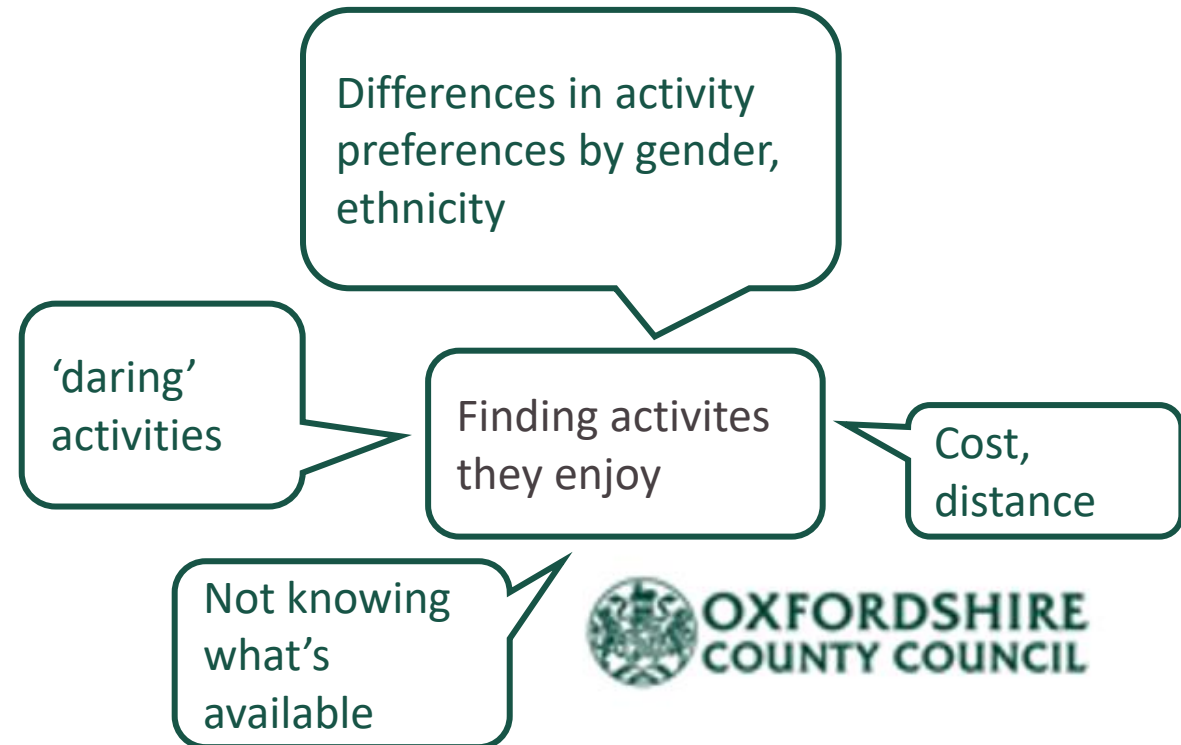 Differences in activity
preferences by gender,
ethnicity
‘daring’
activities
Finding activites
they enjoy
Cost,
distance
Not knowing
what’s
available
OXFORDSHIRE
COUNTY COUNCIL